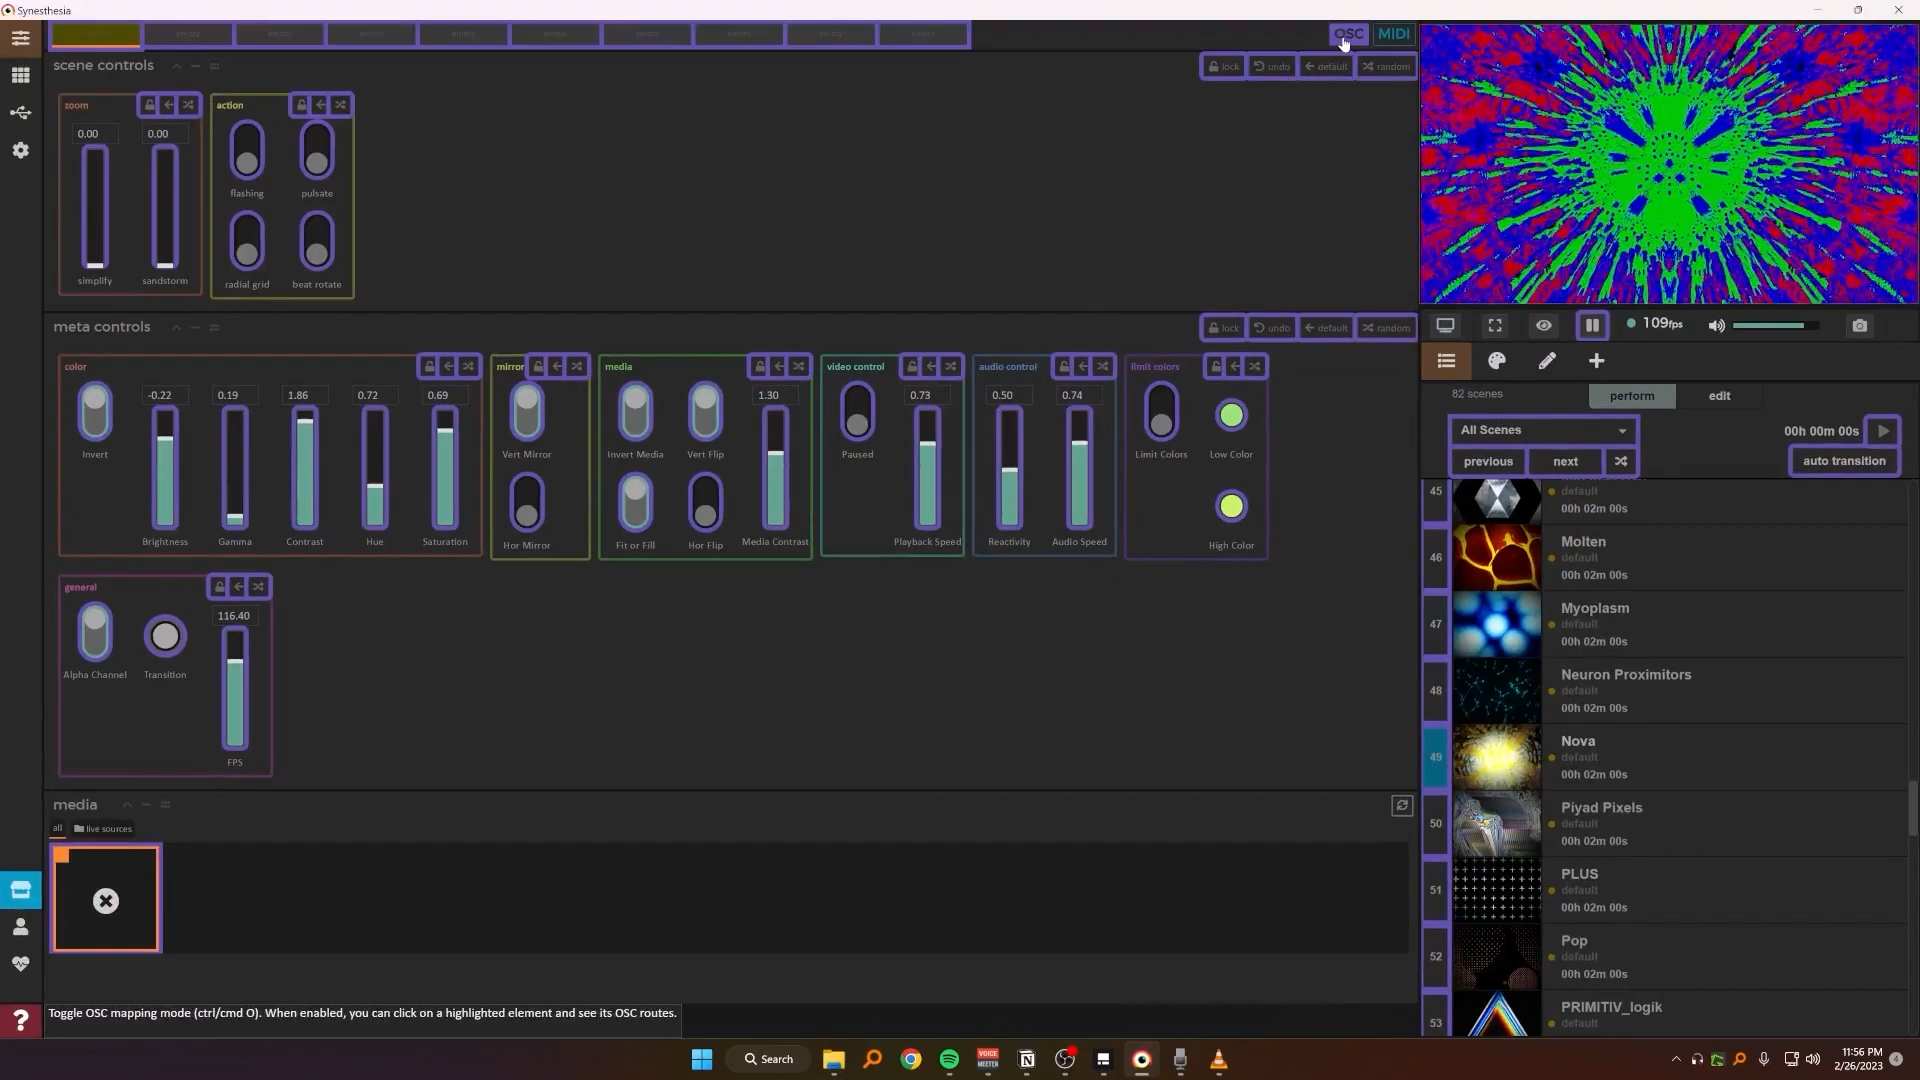 Synesthesia
OSC MIDI
scene controls
lock undo default random
zoom
0.00 0.00
simplify sandstorm
action
flashing pulsate
radial grid beat rotate
meta controls
lock undo default random
color
-0.22 0.19 1.86 0.72 0.69
Invert
Brightness Gamma Contrast Hue Saturation
mirror
Vert Mirror
Hor Mirror
media
1.30
Invert Media Vert Flip
Fit or Fill Hor Flip Media Contrast
video control
0.73
Paused
Playback Speed
audio control
0.50 0.74
Reactivity Audio Speed
limit colors
Limit Colors Low Color
High Color
general
116.40
Alpha Channel Transition
FPS
media
all live sources
Toggle OSC mapping mode (ctrl/cmd O). When enabled, you can click on a highlighted element and see its OSC routes.
109fps
82 scenes
perform edit
All Scenes
00h 00m 00s
previous next
auto transition
45
default
00h 02m 00s
46
Molten
default
00h 02m 00s
47
Myoplasm
default
00h 02m 00s
48
Neuron Proximitors
default
00h 02m 00s
49
Nova
default
00h 02m 00s
50
Piyad Pixels
default
00h 02m 00s
51
PLUS
default
00h 02m 00s
52
Pop
default
00h 02m 00s
53
PRIMITIV_logik
default
?
Search
VOICE
MEETER
11:56 PM
2/26/2023
4